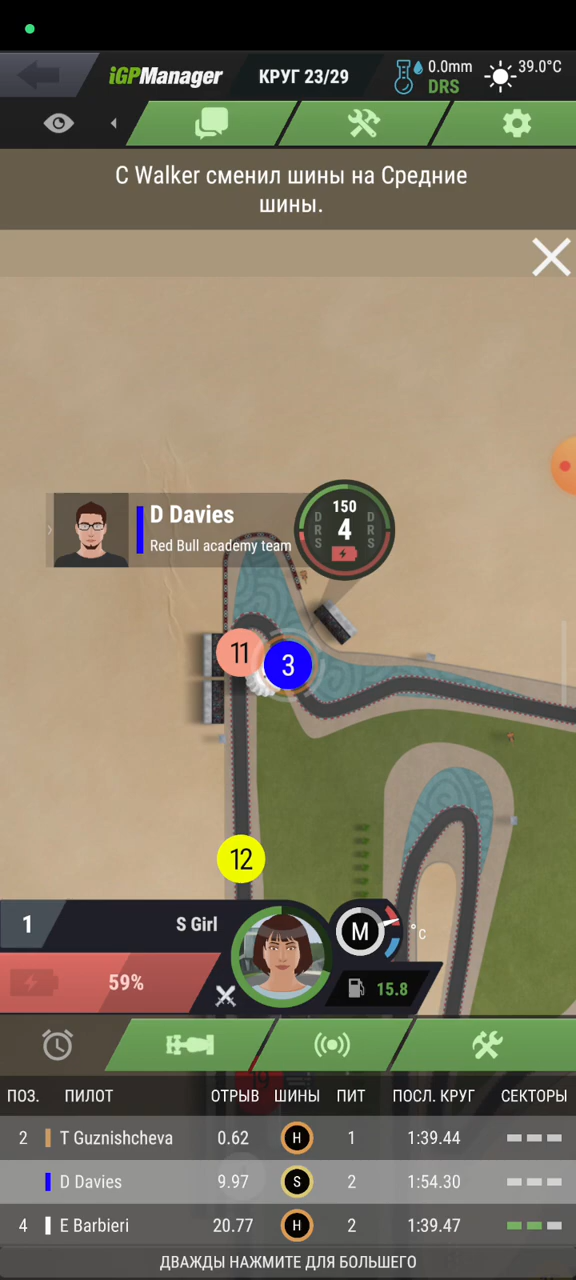 iGPManager
КРУГ 23/29
0.0mm
DRS
39.0°C
C Walker сменил шины на Средние
шины.
D Davies
Red Bull academy team
150
DRS 4 DRS
11
3
12
1
S Girl
M
°C
59%
15.8
ПОЗ. ПИЛОТ ОТРЫВ ШИНЫ ПИТ ПОСЛ. КРУГ СЕКТОРЫ
2 T Guznishcheva 0.62 H 1 1:39.44
D Davies 9.97 S 2 1:54.30
4 E Barbieri 20.77 H 2 1:39.47
ДВАЖДЫ НАЖМИТЕ ДЛЯ БОЛЬШЕГО